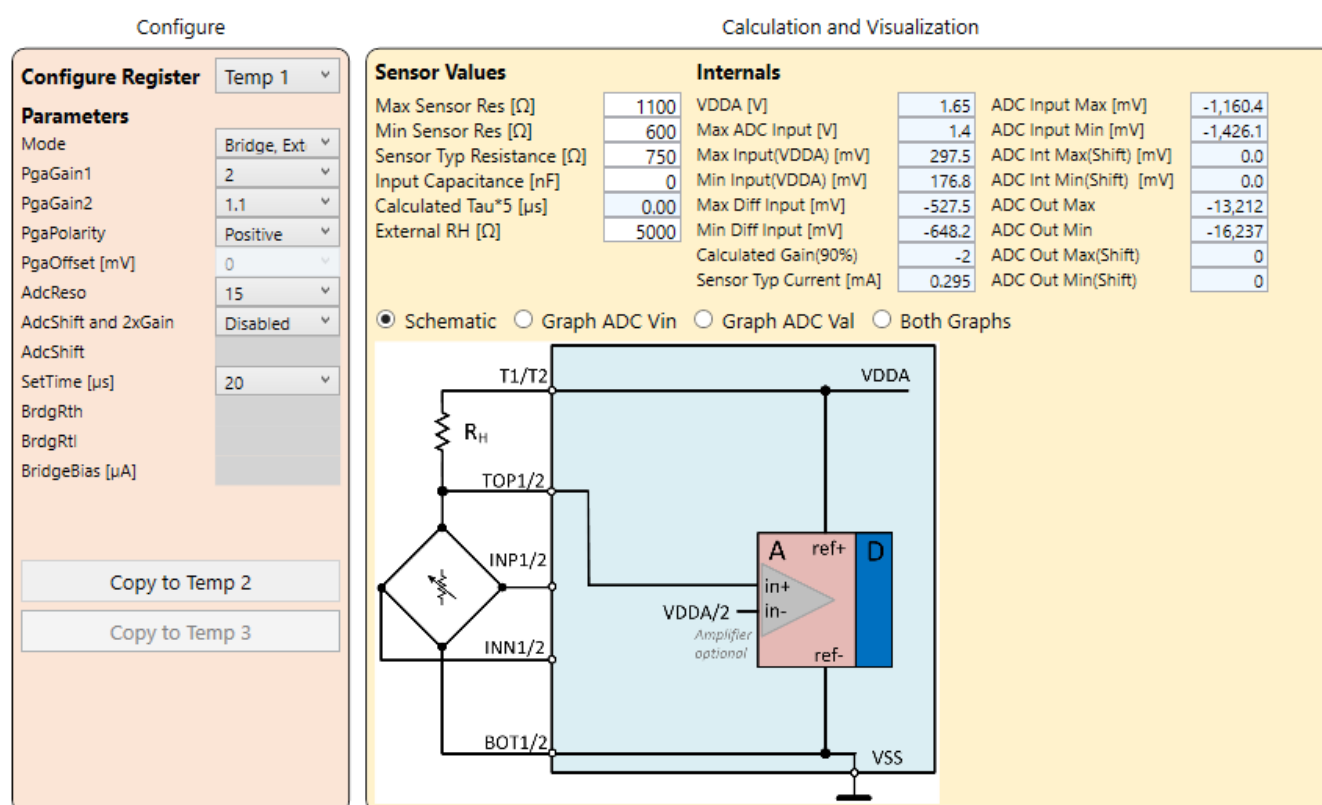 Configure
Calculation and Visualization
Configure Register Temp 1
Parameters
Mode Bridge, Ext
PgaGain1 2
PgaGain2 1.1
PgaPolarity Positive
PgaOffset [mV] 0
AdcReso 15
AdcShift and 2xGain Disabled
AdcShift
SetTime [µs] 20
BrdgRth
BrdgRtl
BridgeBias [µA]
Copy to Temp 2
Copy to Temp 3
Sensor Values
Max Sensor Res [Ω] 1100
Min Sensor Res [Ω] 600
Sensor Typ Resistance [Ω] 750
Input Capacitance [nF] 0
Calculated Tau*5 [µs] 0.00
External RH [Ω] 5000
Internals
VDDA [V] 1.65
Max ADC Input [V] 1.4
Max Input(VDDA) [mV] 297.5
Min Input(VDDA) [mV] 176.8
Max Diff Input [mV] -527.5
Min Diff Input [mV] -648.2
Calculated Gain(90%) -2
Sensor Typ Current [mA] 0.295
ADC Input Max [mV] -1,160.4
ADC Input Min [mV] -1,426.1
ADC Int Max(Shift) [mV] 0.0
ADC Int Min(Shift) [mV] 0.0
ADC Out Max -13,212
ADC Out Min -16,237
ADC Out Max(Shift) 0
ADC Out Min(Shift) 0
Schematic Graph ADC Vin Graph ADC Val Both Graphs
T1/T2 VDDA
RH
TOP1/2
A ref+ D
INP1/2
in+
VDDA/2 in-
Amplifier
optional
INN1/2
ref-
BOT1/2
VSS